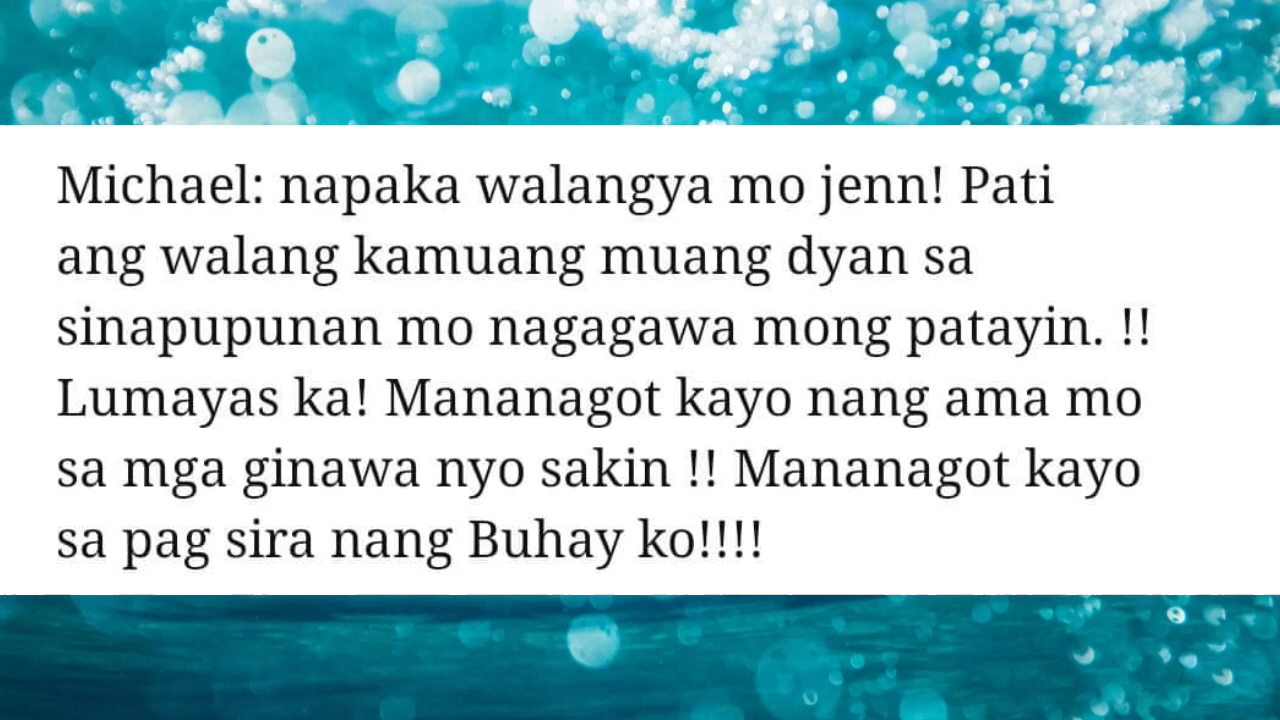 Michael: napaka walangya mo jenn! Pati
ang walang kamuang muang dyan sa
sinapupunan mo nagagawa mong patayin. !!
Lumayas ka! Mananagot kayo nang ama mo
sa mga ginawa nyo sakin !! Mananagot kayo
sa pag sira nang Buhay ko!!!!